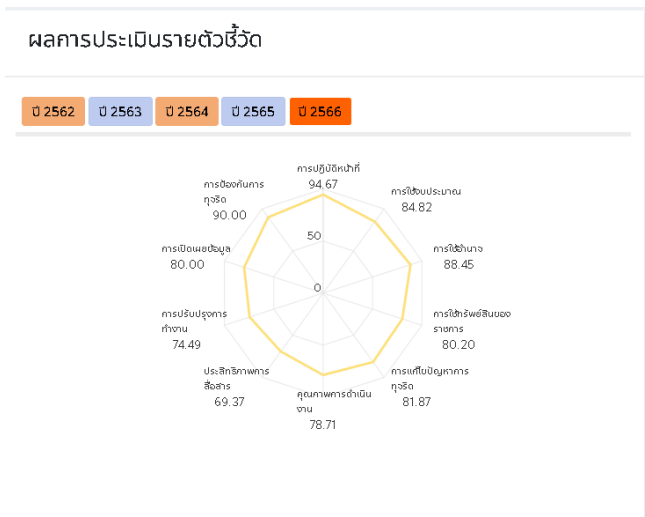 ผลการประเมินรายตัวชี้วัด
ปี 2562
ปี 2563
ปี 2564
ปี 2565
ปี 2566
การปฏิบัติหน้าที่
94.67
การใช้งบประมาณ
84.82
การใช้อำนาจ
88.45
การใช้ทรัพย์สินของ
ราชการ
80.20
การแก้ไขปัญหาการ
ทุจริต
81.87
คุณภาพการดำเนิน
งาน
78.71
ประสิทธิภาพการ
สื่อสาร
69.37
การปรับปรุงการ
ทำงาน
74.49
การเปิดเผยข้อมูล
80.00
การป้องกันการ
ทุจริต
90.00
50
0